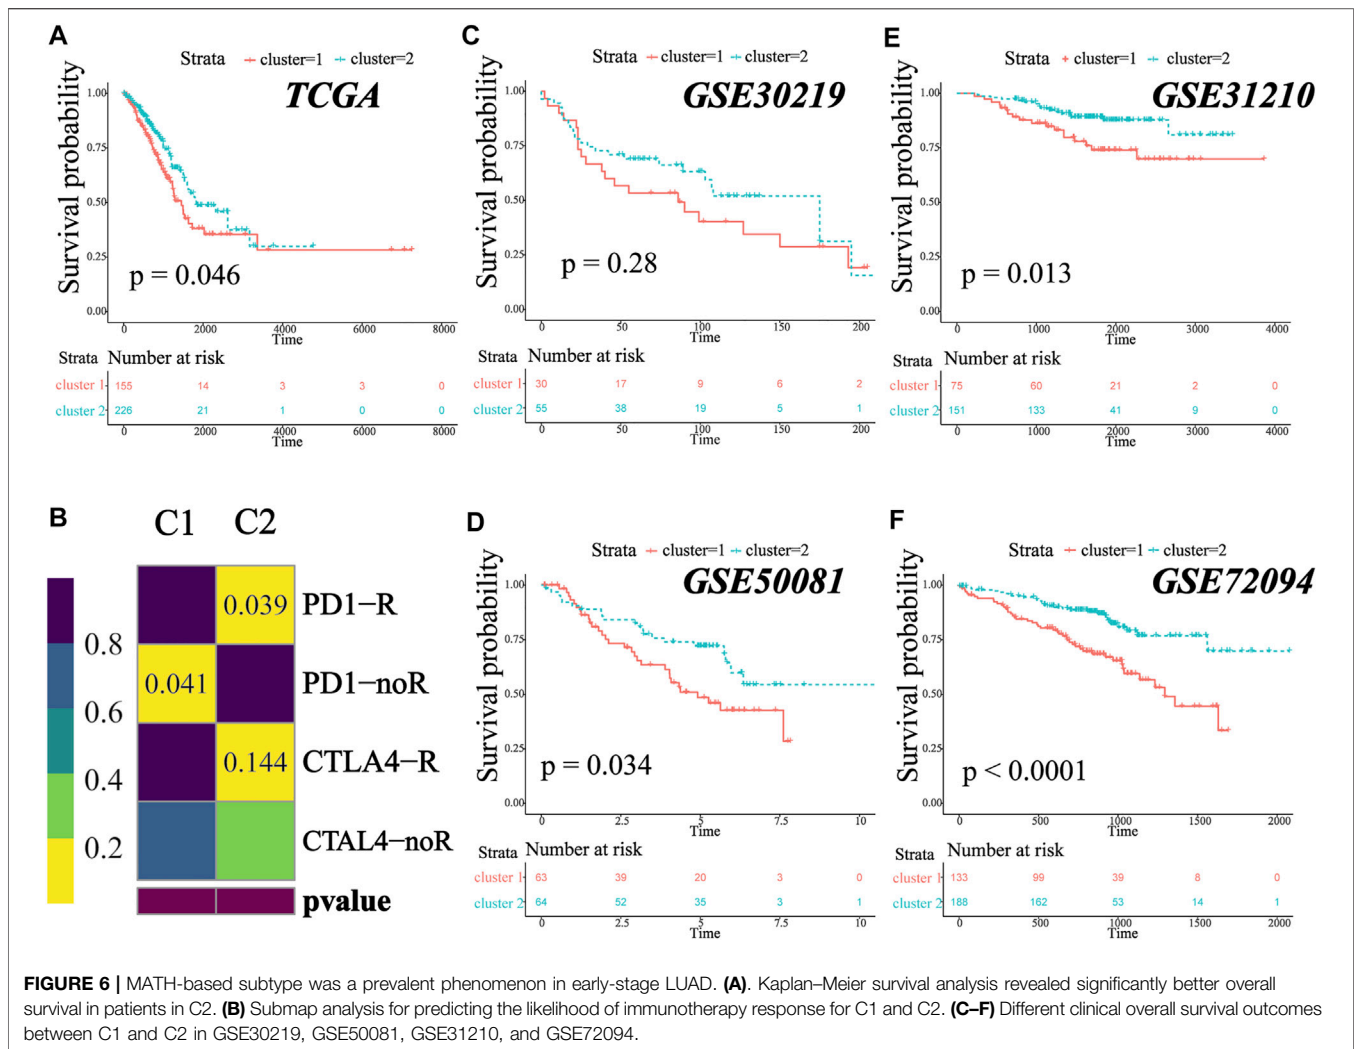 A
Strata cluster=1 cluster=2
TCGA
Survival probability
1.00
0.75
0.50
0.25
0.00
p = 0.046
0 2000 4000 6000 8000
Time
Strata Number at risk
cluster 1 155 14 3 3 0
cluster 2 226 21 1 0 0
0 2000 4000 6000 8000
Time
C
Strata cluster=1 cluster=2
GSE30219
Survival probability
1.00
0.75
0.50
0.25
0.00
p = 0.28
0 50 100 150 200
Time
Strata Number at risk
cluster 1 30 17 9 6 2
cluster 2 55 38 19 5 1
0 50 100 150 200
Time
E
Strata cluster=1 cluster=2
GSE31210
Survival probability
1.00
0.75
0.50
0.25
0.00
p = 0.013
0 1000 2000 3000 4000
Time
Strata Number at risk
cluster 1 75 60 21 2 0
cluster 2 151 133 41 9 0
0 1000 2000 3000 4000
Time
B
C1 C2
0.8
0.6
0.4
0.2
0.039 PD1−R
0.041 PD1−noR
0.144 CTLA4−R
CTAL4−noR
pvalue
D
Strata cluster=1 cluster=2
GSE50081
Survival probability
1.00
0.75
0.50
0.25
0.00
p = 0.034
0 2.5 5 7.5 10
Time
Strata Number at risk
cluster 1 63 39 20 3 0
cluster 2 64 52 35 3 1
0 2.5 5 7.5 10
Time
F
Strata cluster=1 cluster=2
GSE72094
Survival probability
1.00
0.75
0.50
0.25
0.00
p < 0.0001
0 500 1000 1500 2000
Time
Strata Number at risk
cluster 1 133 99 39 8 0
cluster 2 188 162 53 14 1
0 500 1000 1500 2000
Time
FIGURE 6 | MATH-based subtype was a prevalent phenomenon in early-stage LUAD. (A). Kaplan–Meier survival analysis revealed significantly better overall
survival in patients in C2. (B) Submap analysis for predicting the likelihood of immunotherapy response for C1 and C2. (C–F) Different clinical overall survival outcomes
between C1 and C2 in GSE30219, GSE50081, GSE31210, and GSE72094.